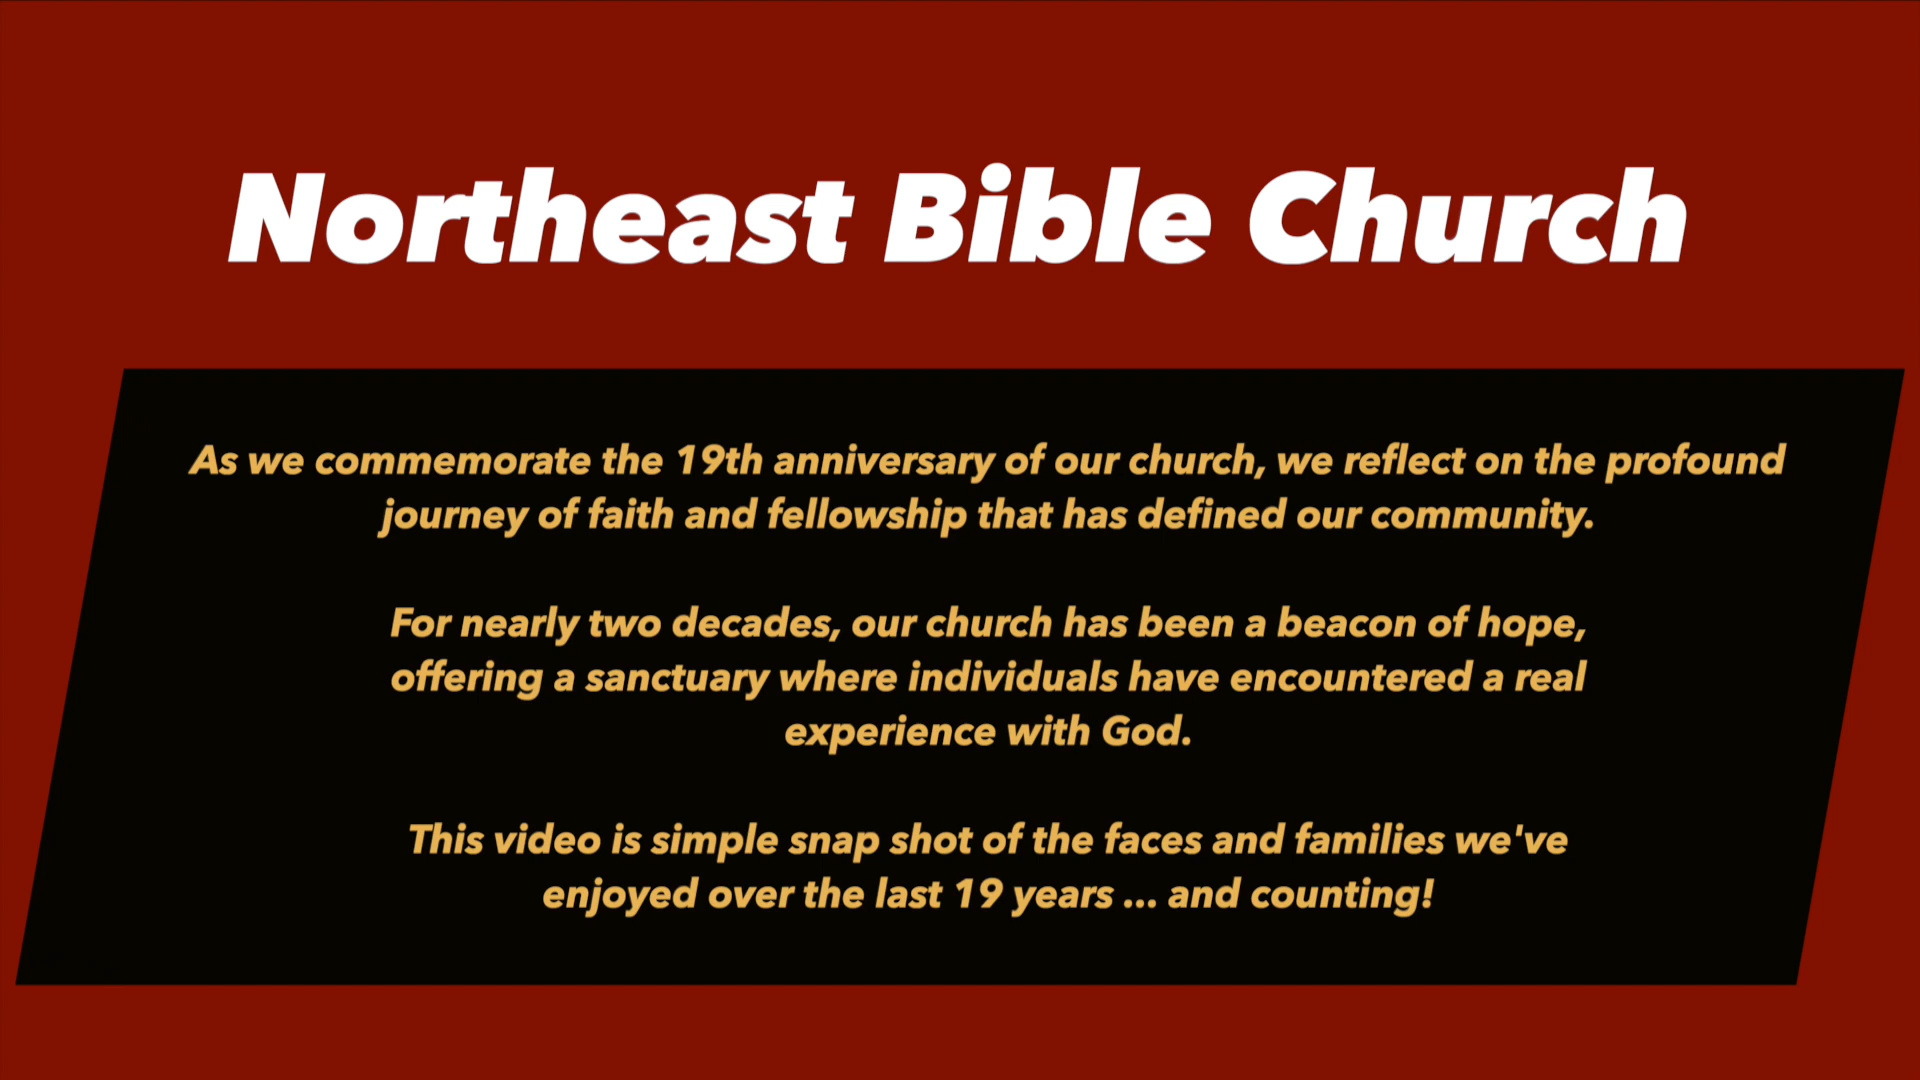 Northeast Bible Church
As we commemorate the 19th anniversary of our church, we reflect on the profound
journey of faith and fellowship that has defined our community.
For nearly two decades, our church has been a beacon of hope,
offering a sanctuary where individuals have encountered a real
experience with God.
This video is simple snap shot of the faces and families we've
enjoyed over the last 19 years ... and counting!